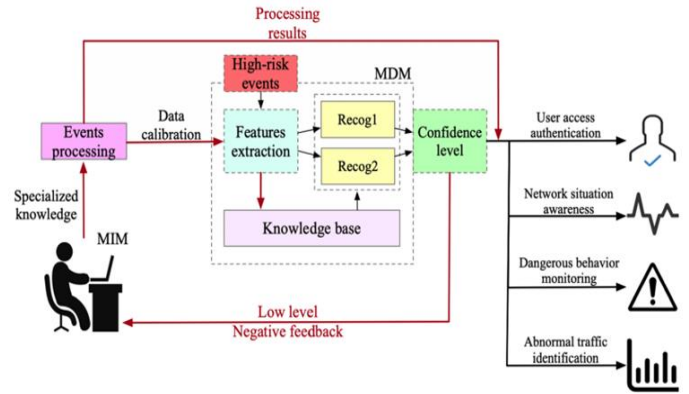 Processing
results
High-risk
events
MDM
Data
calibration
Events
processing
Features
extraction
Recog1
Recog2
Confidence
level
User access
authentication
Specialized
knowledge
Knowledge base
Network situation
awareness
MIM
Dangerous behavior
monitoring
Low level
Negative feedback
Abnormal traffic
identification